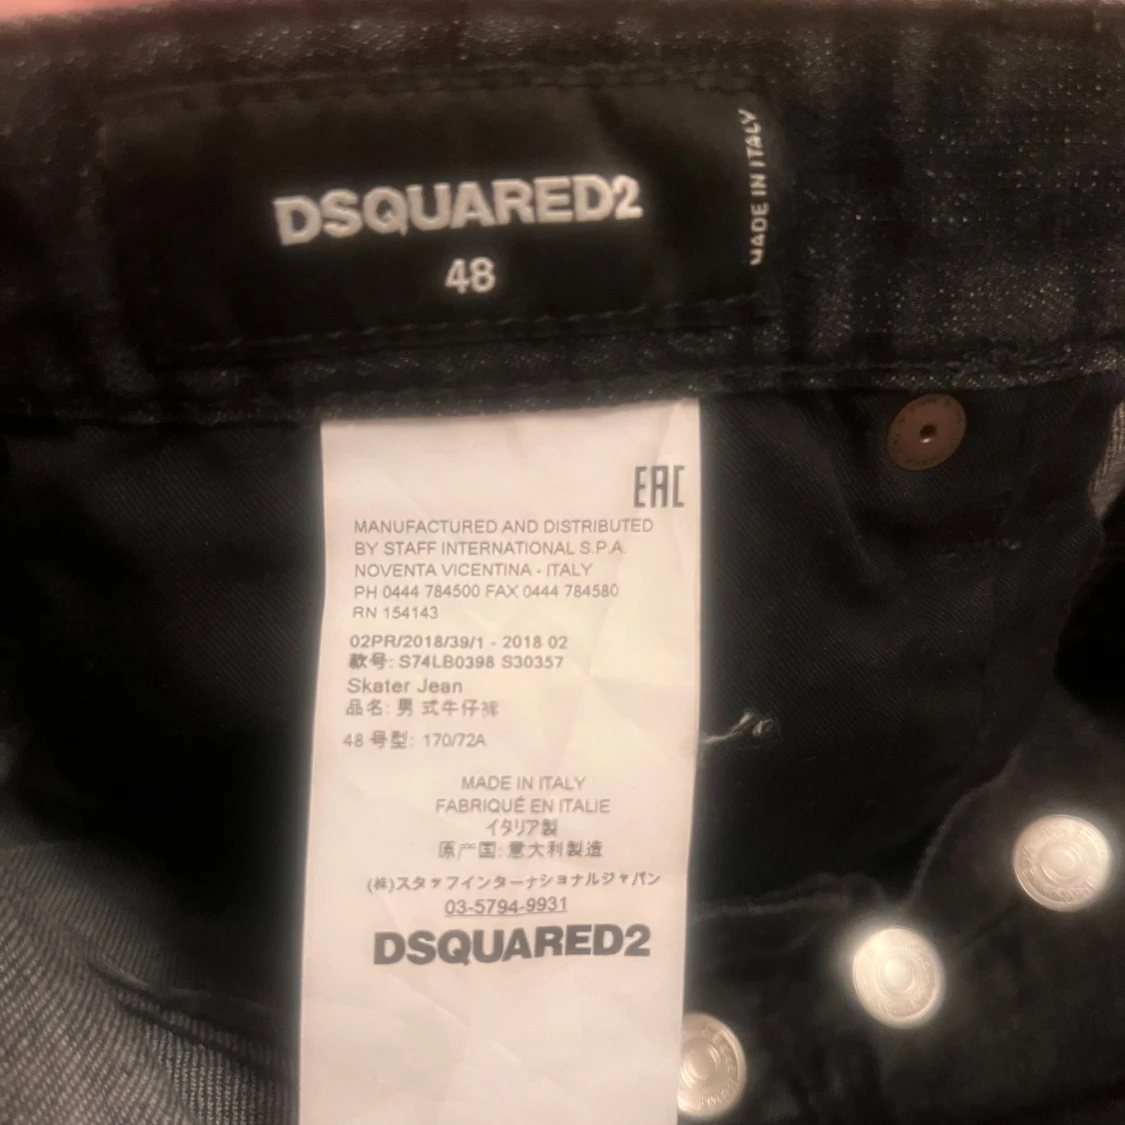 DSQUARED2
48
MADE IN ITALY
EAC
MANUFACTURED AND DISTRIBUTED
BY STAFF INTERNATIONAL S.P.A.
NOVENTA VICENTINA - ITALY
PH 0444 784500 FAX 0444 784580
RN 154143
02PR/2018/39/1 - 2018 02
款号: S74LB0398 S30357
Skater Jean
品名: 男式牛仔裤
48 号型: 170/72A
MADE IN ITALY
FABRIQUÉ EN ITALIE
イタリア製
原产国: 意大利製造
(株)スタッフインターナショナルジャパン
03-5794-9931
DSQUARED2